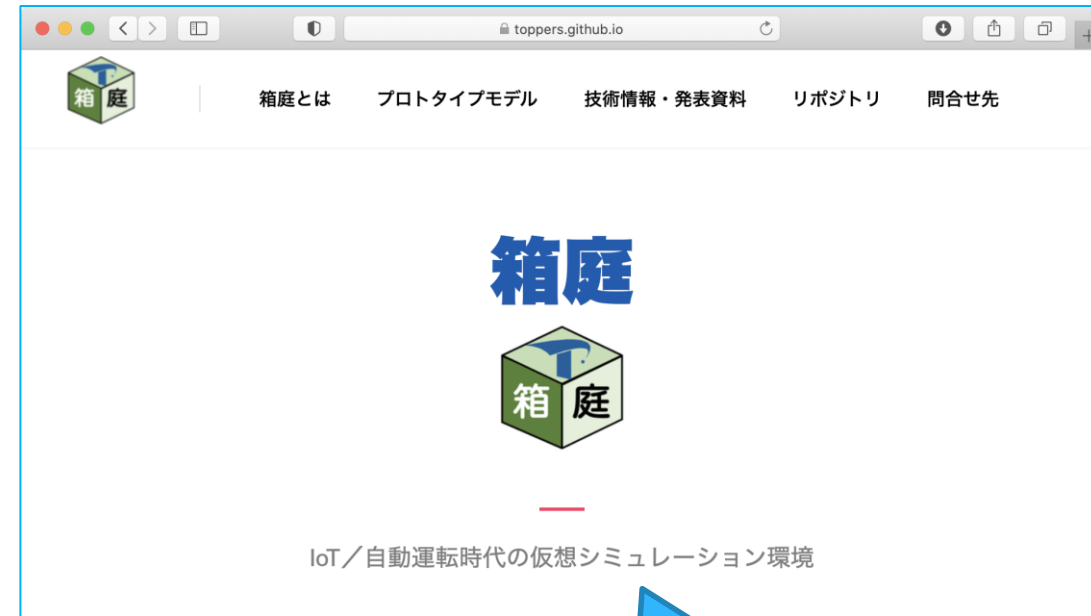 toppers.github.io
箱庭
箱庭とは プロトタイプモデル 技術情報・発表資料 リポジトリ 問合せ先
箱庭
箱庭
IoT／自動運転時代の仮想シミュレーション環境